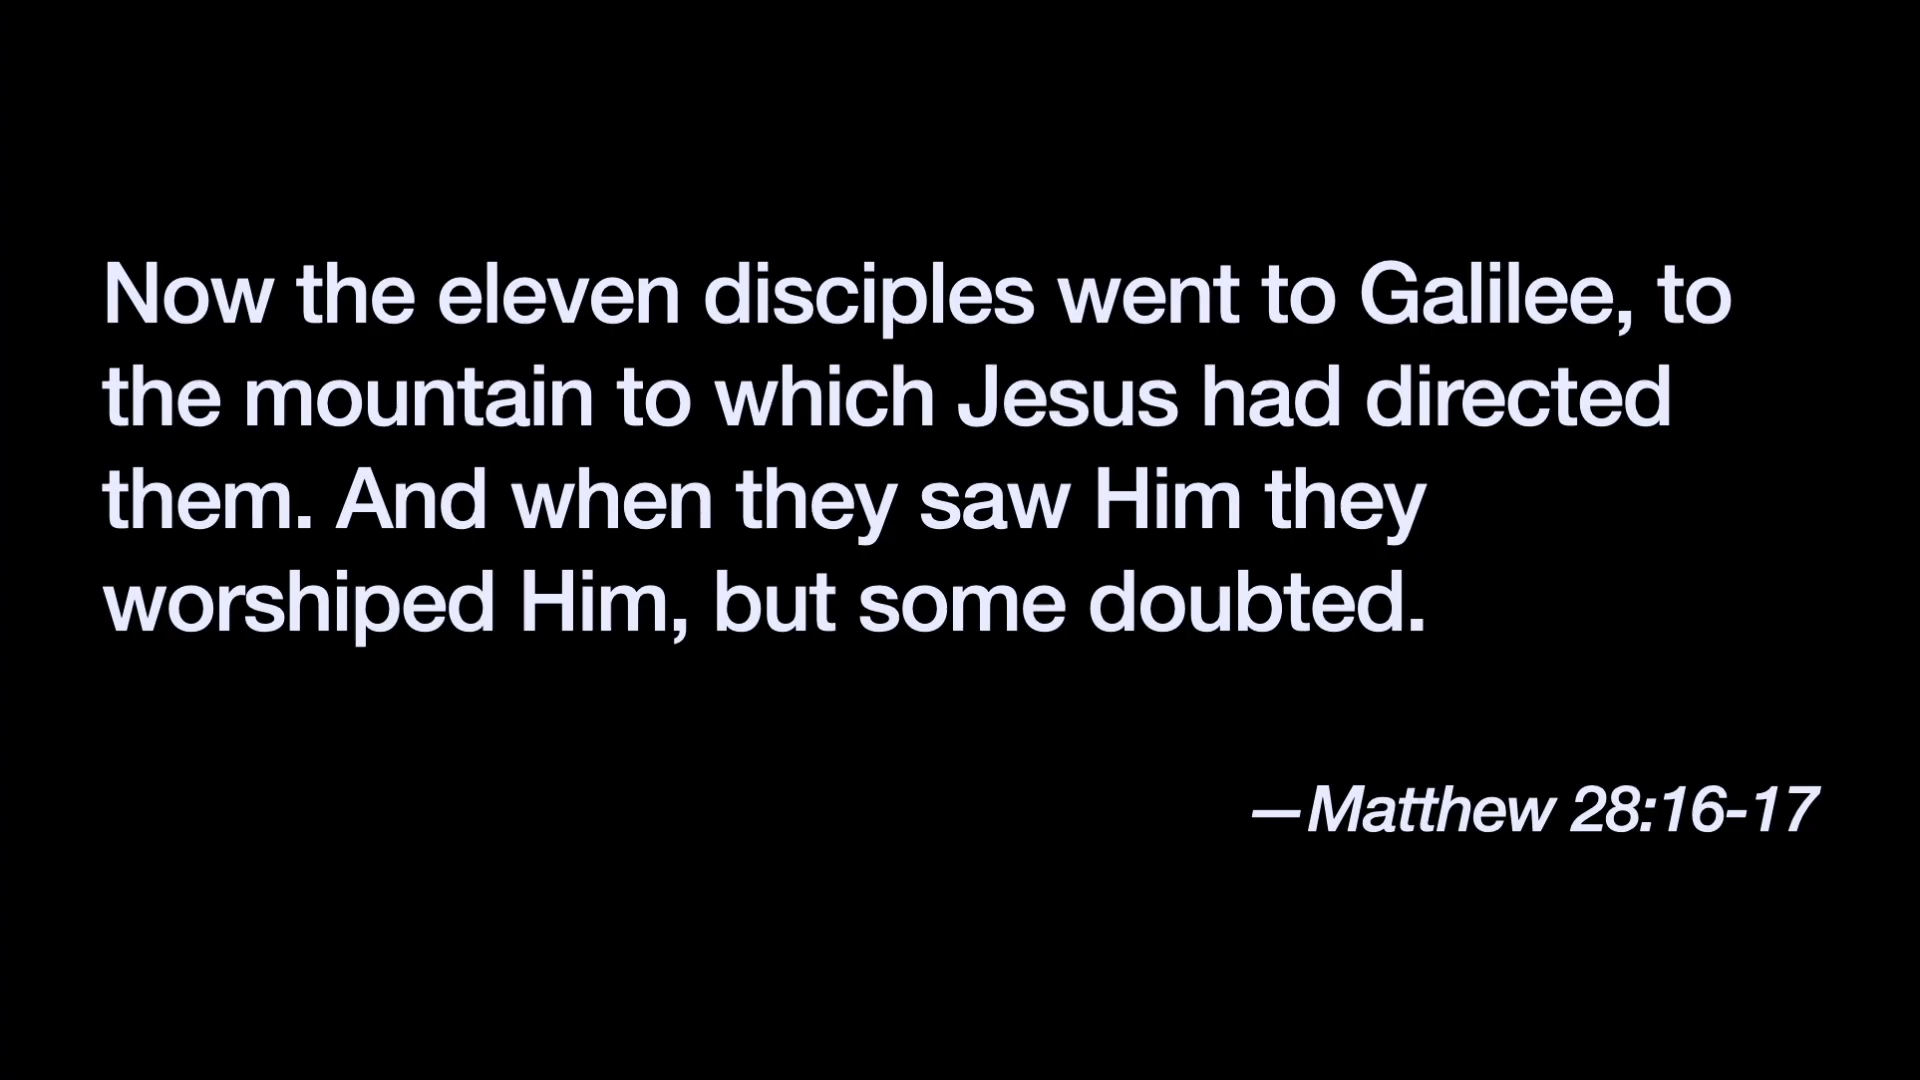 Now the eleven disciples went to Galilee, to
the mountain to which Jesus had directed
them. And when they saw Him they
worshiped Him, but some doubted.
—Matthew 28:16-17